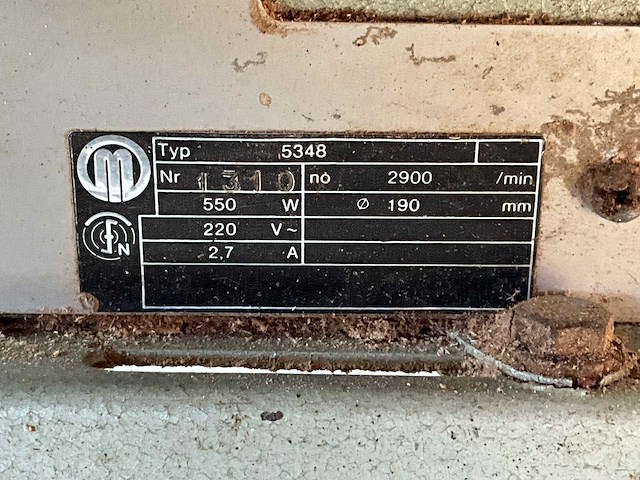 M
Typ 5348
Nr 1310 no 2900 /min
550 W Ø 190 mm
220 V~
2,7 A
N